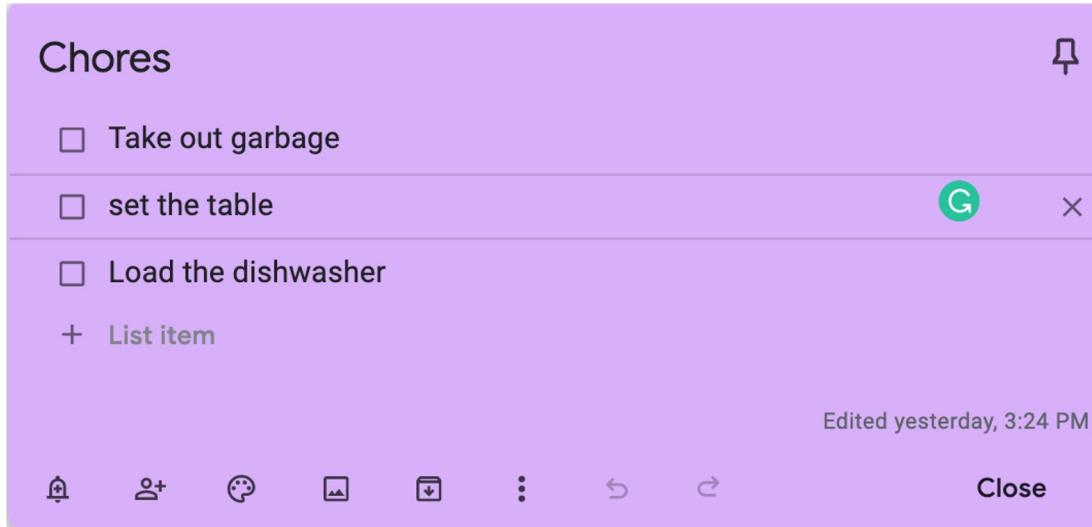 Chores
Take out garbage
set the table
Load the dishwasher
+ List item
Edited yesterday, 3:24 PM
Close